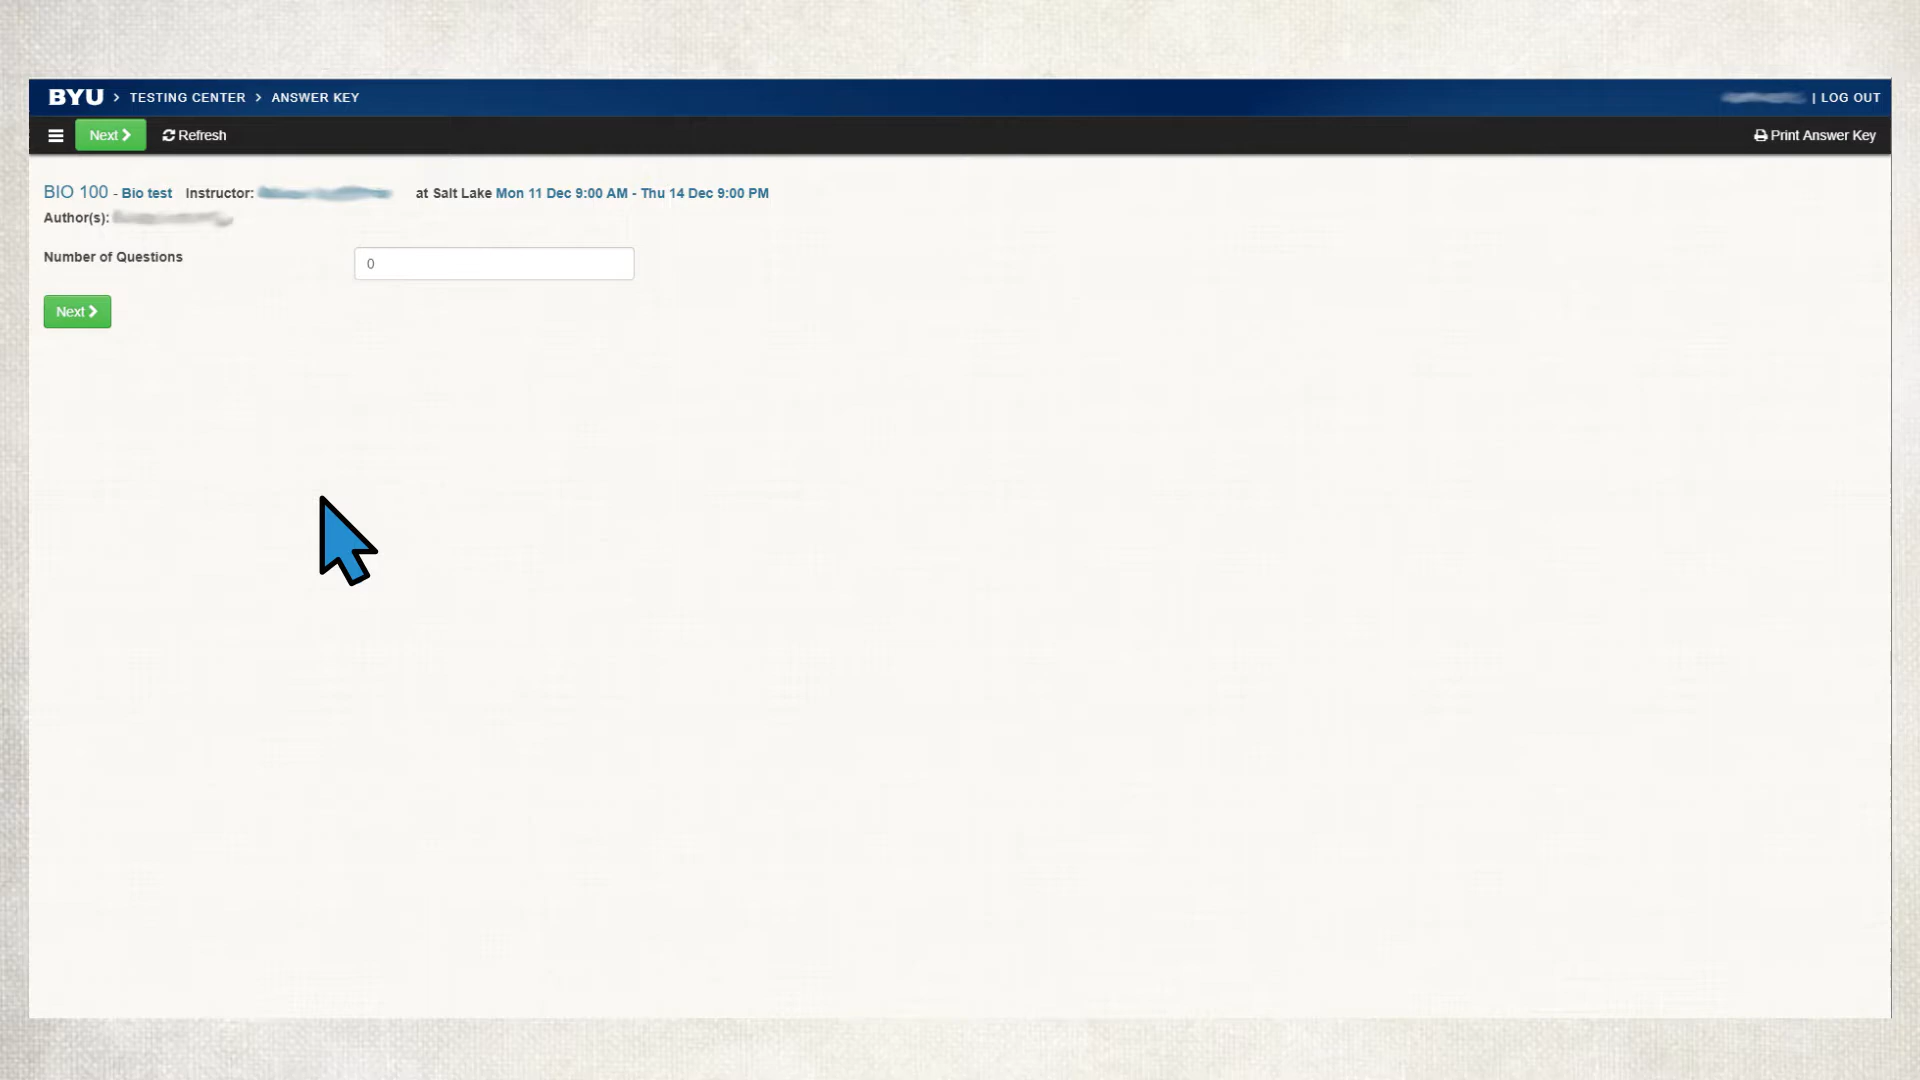 BYU > TESTING CENTER > ANSWER KEY | LOG OUT
Next Refresh Print Answer Key
BIO 100 - Bio test Instructor: at Salt Lake Mon 11 Dec 9:00 AM - Thu 14 Dec 9:00 PM
Author(s):
Number of Questions 0
Next